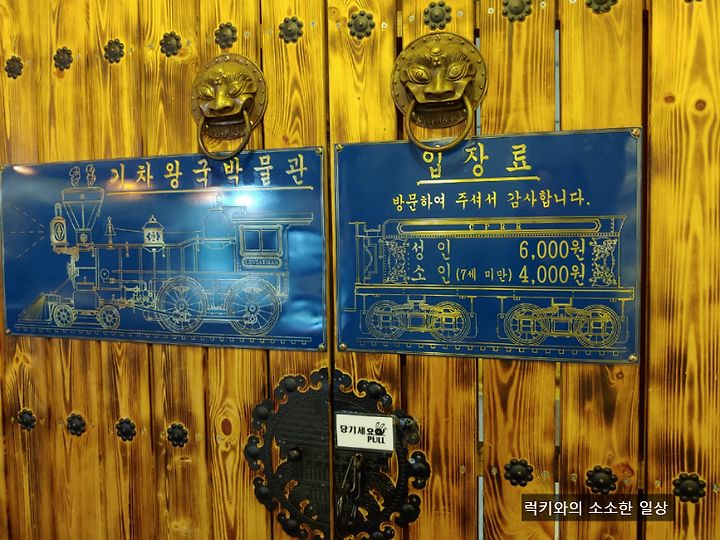 기차왕국박물관
LEVIATHAN
입장료
방문하여 주셔서 감사합니다.
C P R R
성인 6,000원
소인 (7세 미만) 4,000원
당기세요
PULL
럭키와의 소소한 일상